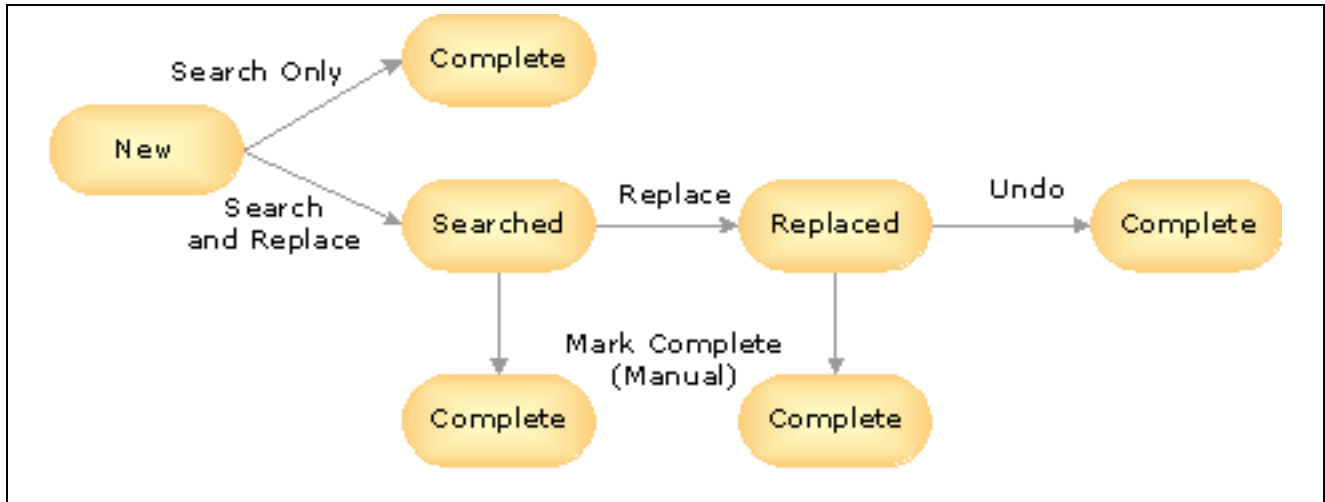 Complete
Search Only
New
Search
and Replace
Searched
Replace
Replaced
Undo
Complete
Mark Complete
(Manual)
Complete
Complete